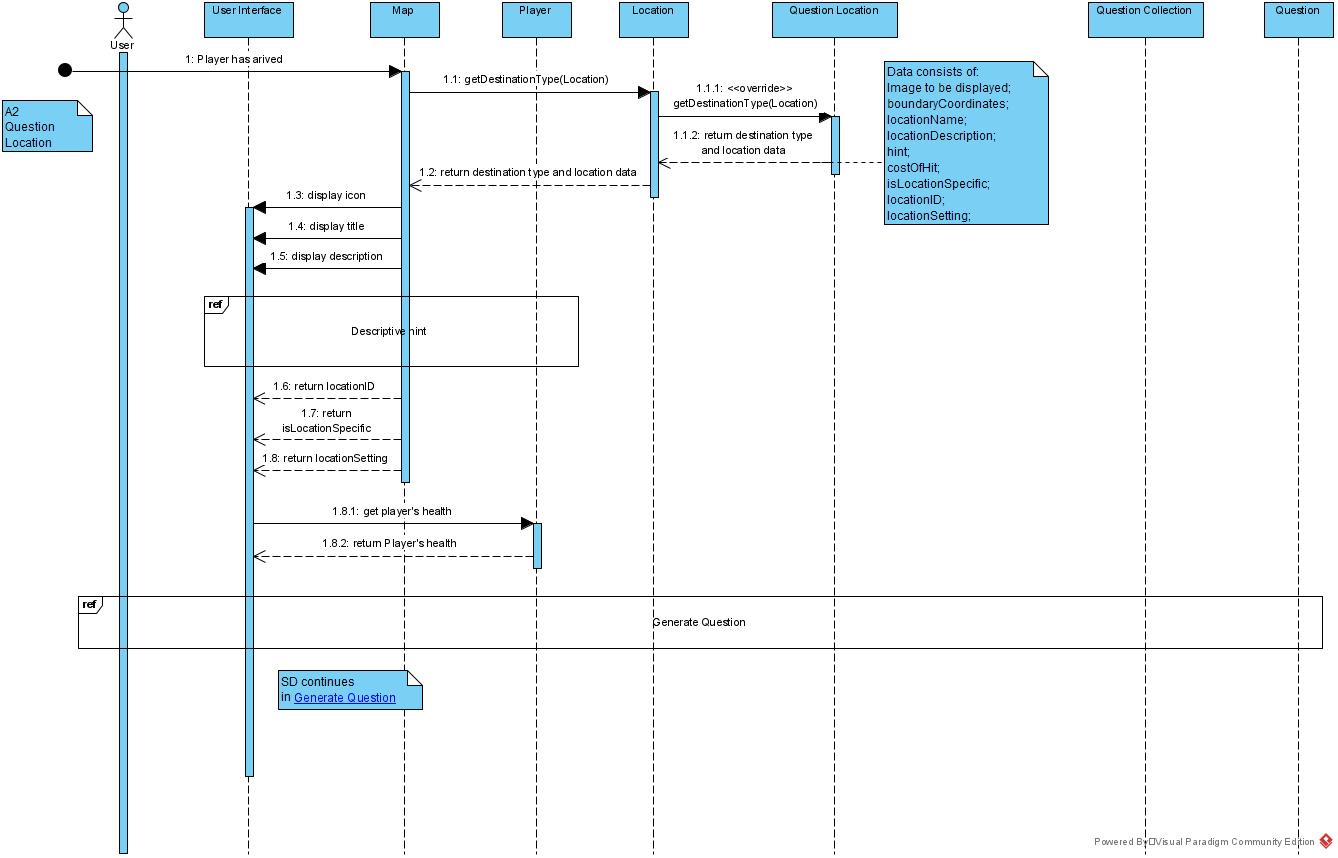 User Interface
Map
Player
Location
Question Location
Question Collection
Question
User
1: Player has arived
A2
Question
Location
1.1: getDestinationType(Location)
1.1.1: <<override>>
getDestinationType(Location)
1.1.2: return destination type
and location data
1.2: return destination type and location data
Data consists of:
Image to be displayed;
boundaryCoordinates;
locationName;
locationDescription;
hint;
costOfHit;
isLocationSpecific;
locationID;
locationSetting;
1.3: display icon
1.4: display title
1.5: display description
ref
Descriptive hint
1.6: return locationID
1.7: return
isLocationSpecific
1.8: return locationSetting
1.8.1: get player's health
1.8.2: return Player's health
ref
Generate Question
SD continues
in Generate Question
Powered By Visual Paradigm Community Edition